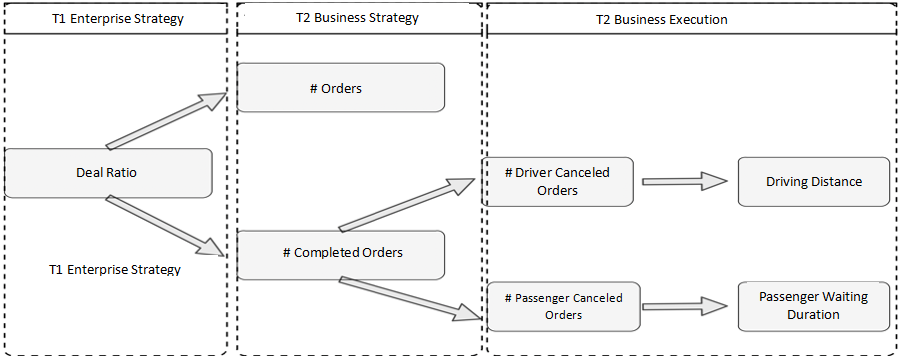 T1 Enterprise Strategy
T2 Business Strategy
T2 Business Execution
# Orders
Deal Ratio
# Driver Canceled
Orders
Driving Distance
# Completed Orders
T1 Enterprise Strategy
# Passenger Canceled
Orders
Passenger Waiting
Duration